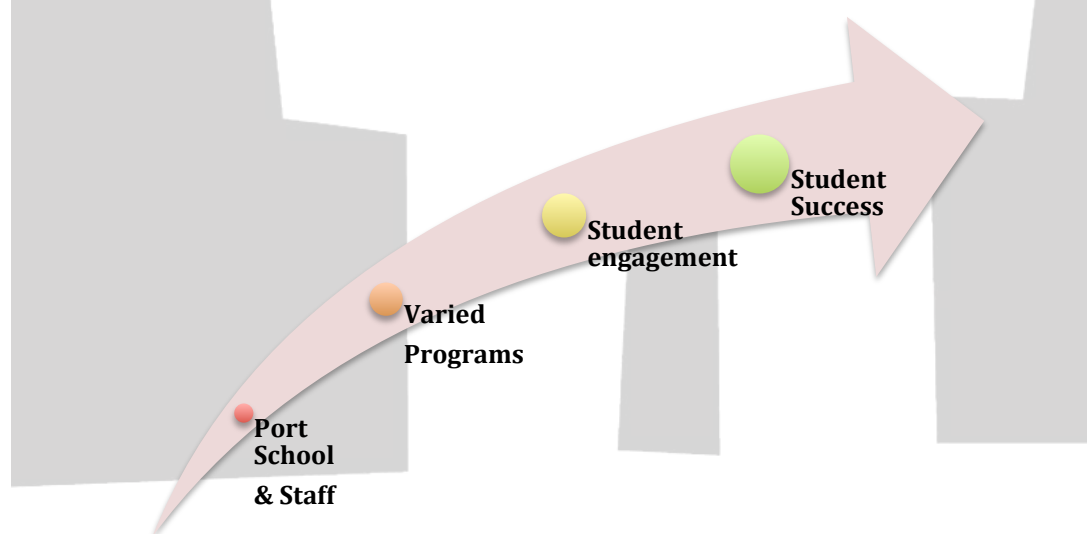 Port
School
& Staff
Varied
Programs
Student
engagement
Student
Success